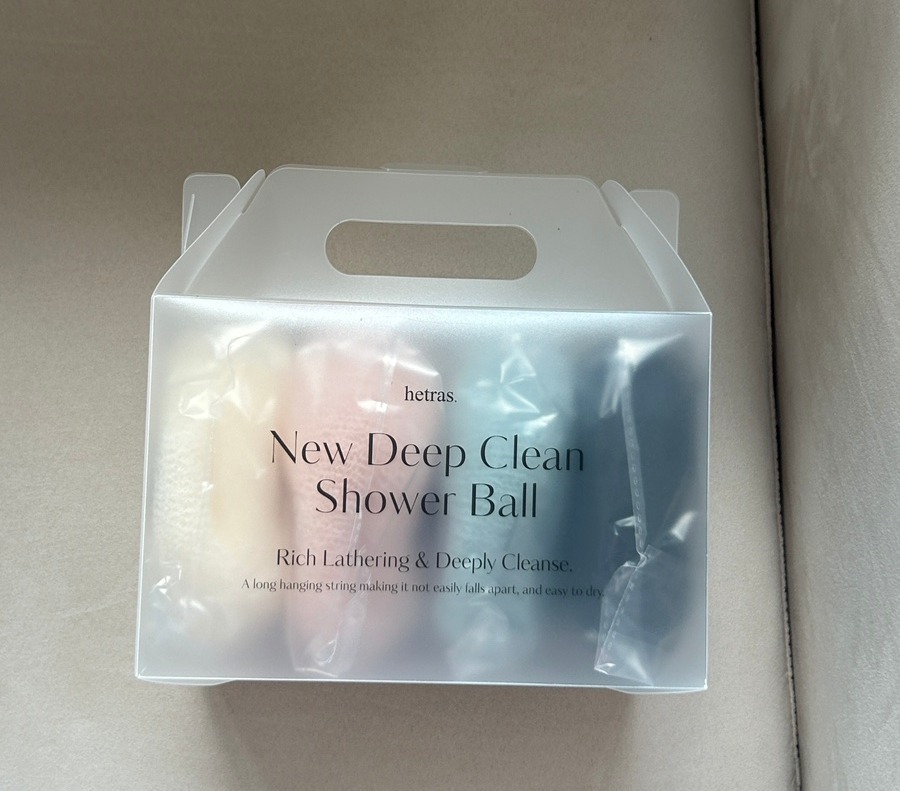 hetras.
New Deep Clean
Shower Ball
Rich Lathering & Deeply Cleanse.
A long hanging string making it not easily falls apart, and easy to dry.